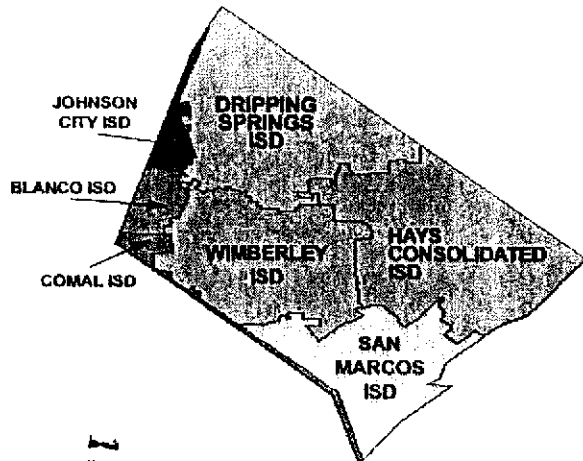 JOHNSON
CITY ISD
DRIPPING
SPRINGS
ISD
BLANCO ISD
WIMBERLEY
ISD
HAYS
CONSOLIDATED
ISD
COMAL ISD
SAN
MARCOS
ISD